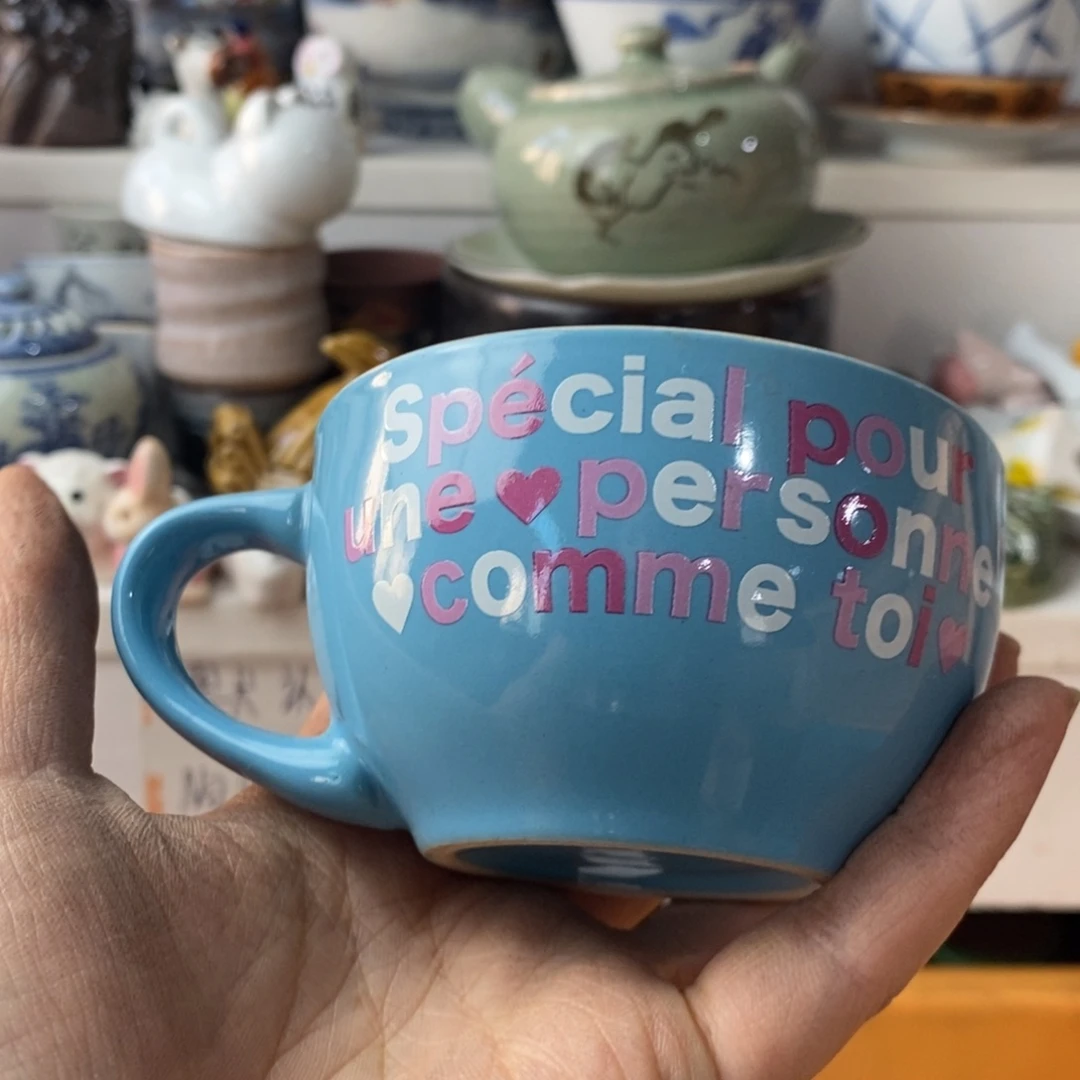 spécial pour
une ♥ personne
♥ comme toi ♥